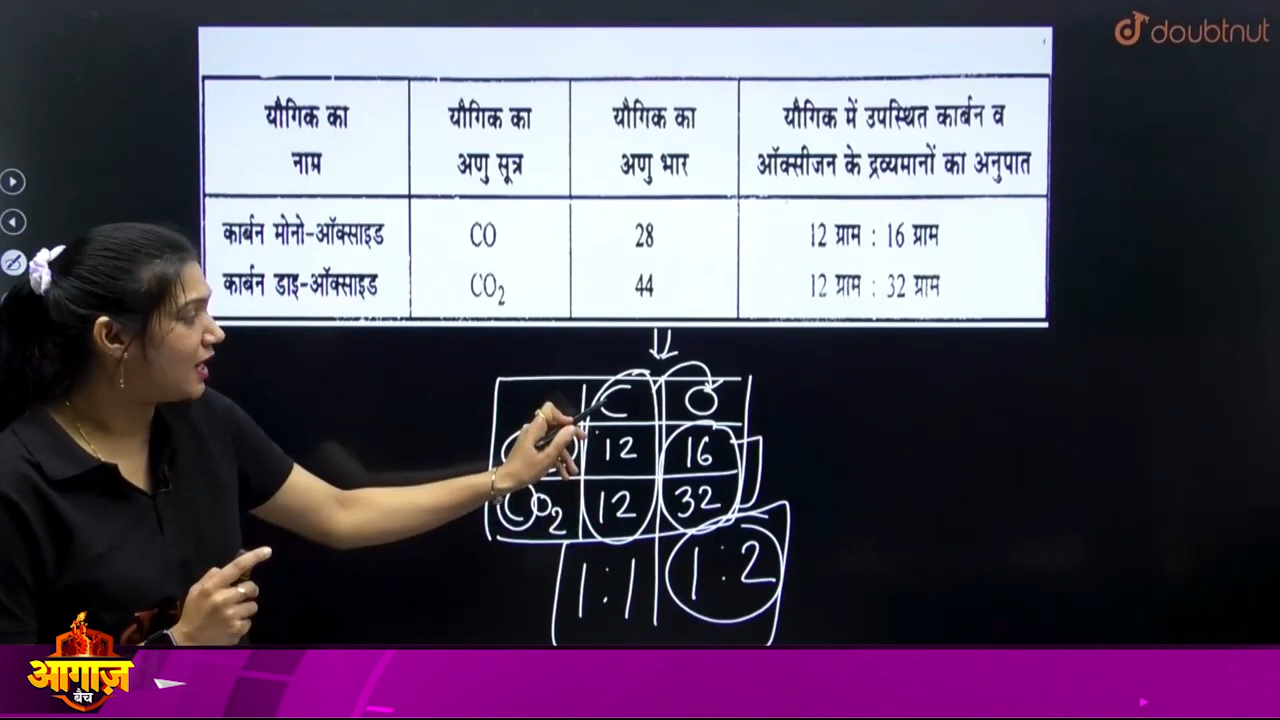 doubtnut
यौगिक का
नाम
यौगिक का
अणु सूत्र
यौगिक का
अणु भार
यौगिक में उपस्थित कार्बन व
ऑक्सीजन के द्रव्यमानों का अनुपात
कार्बन मोनो-ऑक्साइड CO 28 12 ग्राम : 16 ग्राम
कार्बन डाइ-ऑक्साइड CO₂ 44 12 ग्राम : 32 ग्राम
C O
12 16
CO₂ 12 32
1:1 1:2
आगाज़
बैच